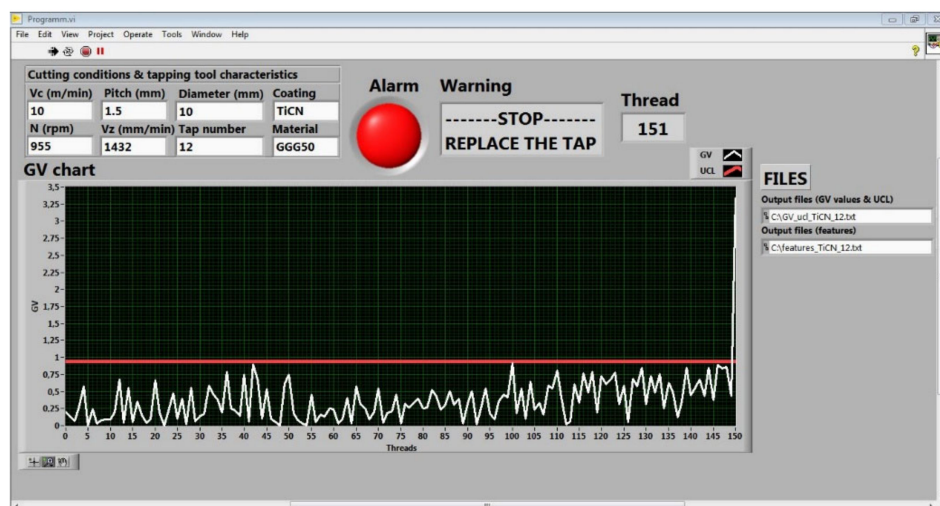 Programm.vi
File Edit View Project Operate Tools Window Help
Cutting conditions & tapping tool characteristics
Vc (m/min) Pitch (mm) Diameter (mm) Coating
10 1.5 10 TiCN
N (rpm) Vz (mm/min) Tap number Material
955 1432 12 GGG50
Alarm
Warning
-------STOP-------
REPLACE THE TAP
Thread
151
GV
UCL
GV chart
FILES
Output files (GV values & UCL)
C:\GV_ucl_TiCN_12.txt
Output files (features)
C:\features_TiCN_12.txt
3,5
3,25
3
2,75
2,5
2,25
2
1,75
1,5
1,25
1
0,75
0,5
0,25
0
GV
0 5 10 15 20 25 30 35 40 45 50 55 60 65 70 75 80 85 90 95 100 105 110 115 120 125 130 135 140 145 150
Threads